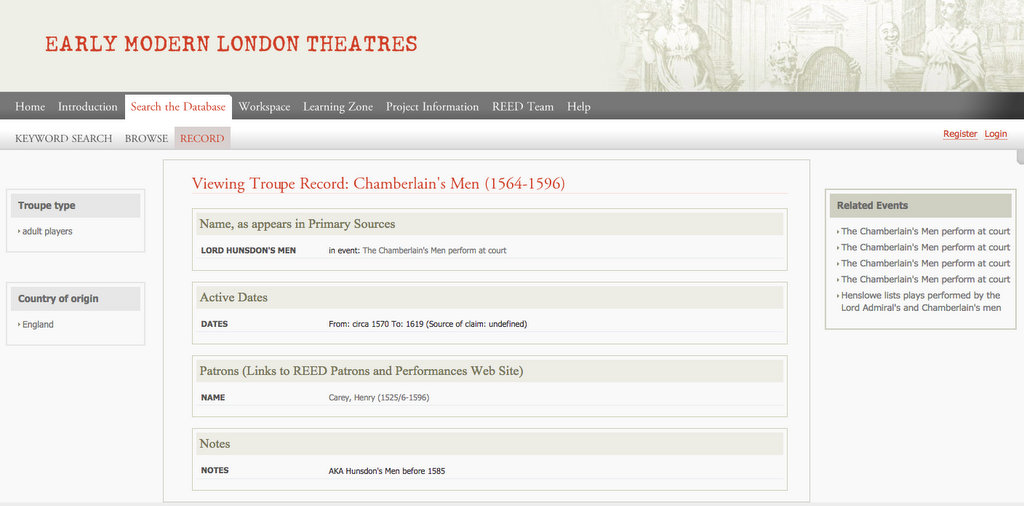 EARLY MODERN LONDON THEATRES
Home Introduction Search the Database Workspace Learning Zone Project Information REED Team Help
KEYWORD SEARCH BROWSE RECORD
Register Login
Troupe type
adult players
Country of origin
England
Viewing Troupe Record: Chamberlain's Men (1564-1596)
Name, as appears in Primary Sources
LORD HUNSDON'S MEN in event: The Chamberlain's Men perform at court
Active Dates
DATES From: circa 1570 To: 1619 (Source of claim: undefined)
Patrons (Links to REED Patrons and Performances Web Site)
NAME Carey, Henry (1525/6-1596)
Notes
NOTES AKA Hunsdon's Men before 1585
Related Events
The Chamberlain's Men perform at court
The Chamberlain's Men perform at court
The Chamberlain's Men perform at court
The Chamberlain's Men perform at court
Henslowe lists plays performed by the
Lord Admiral's and Chamberlain's men